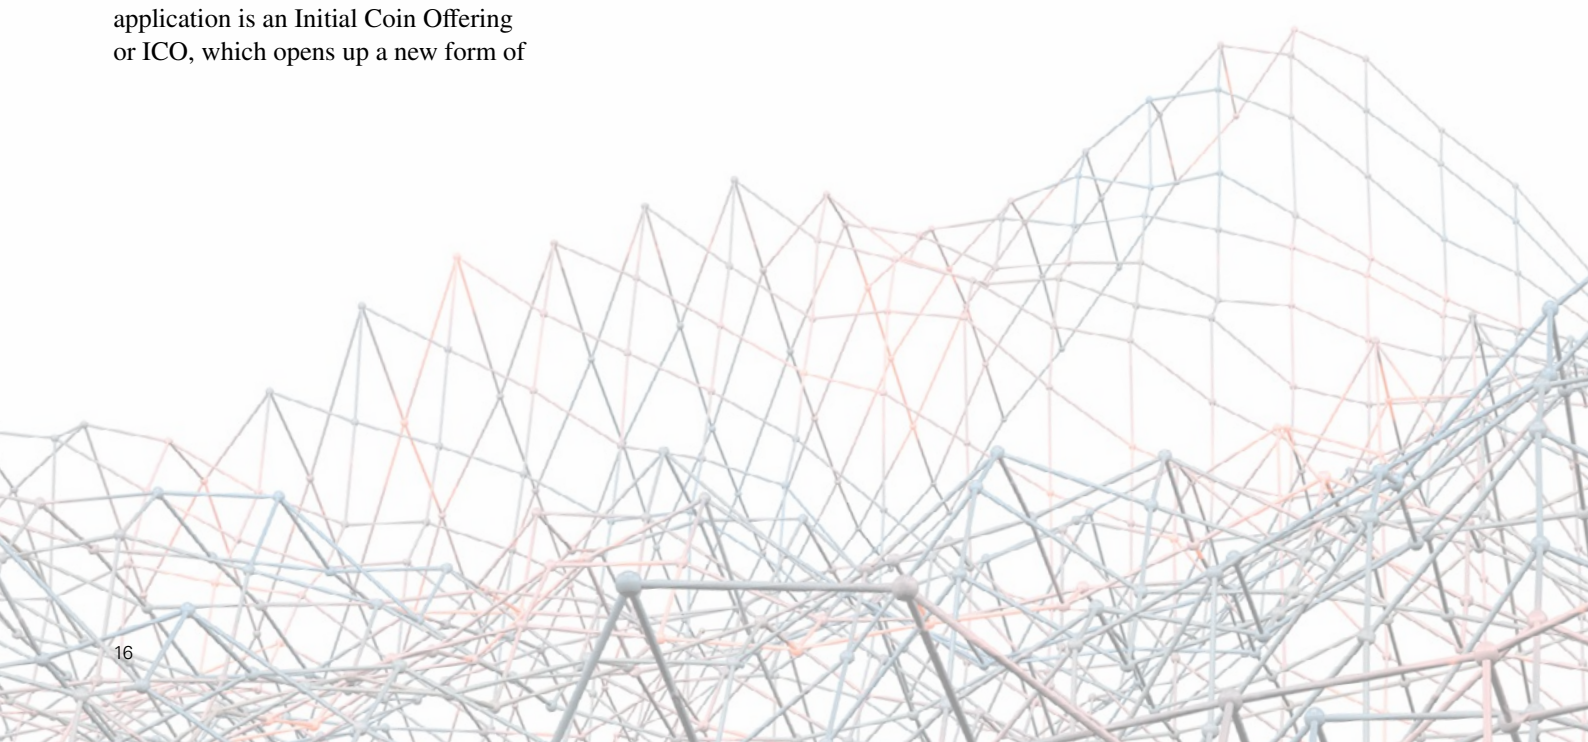 application is an Initial Coin Offering
or ICO, which opens up a new form of
16